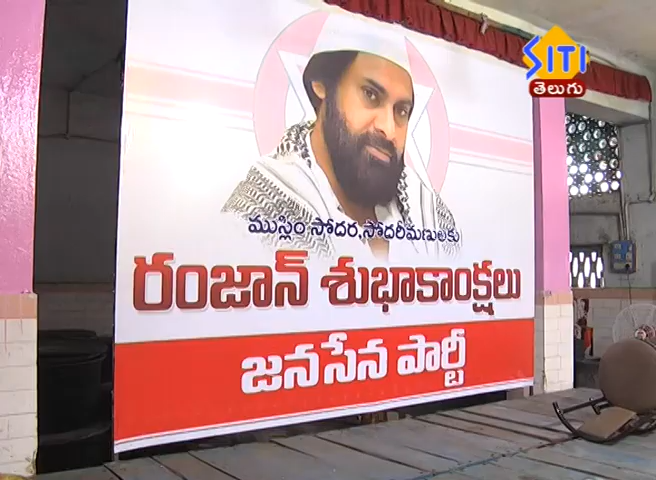 SITI
తెలుగు
ముస్లిం సోదర,సోదరీమణులకు
రంజాన్ శుభాకాంక్షలు
జనసేన పార్టీ